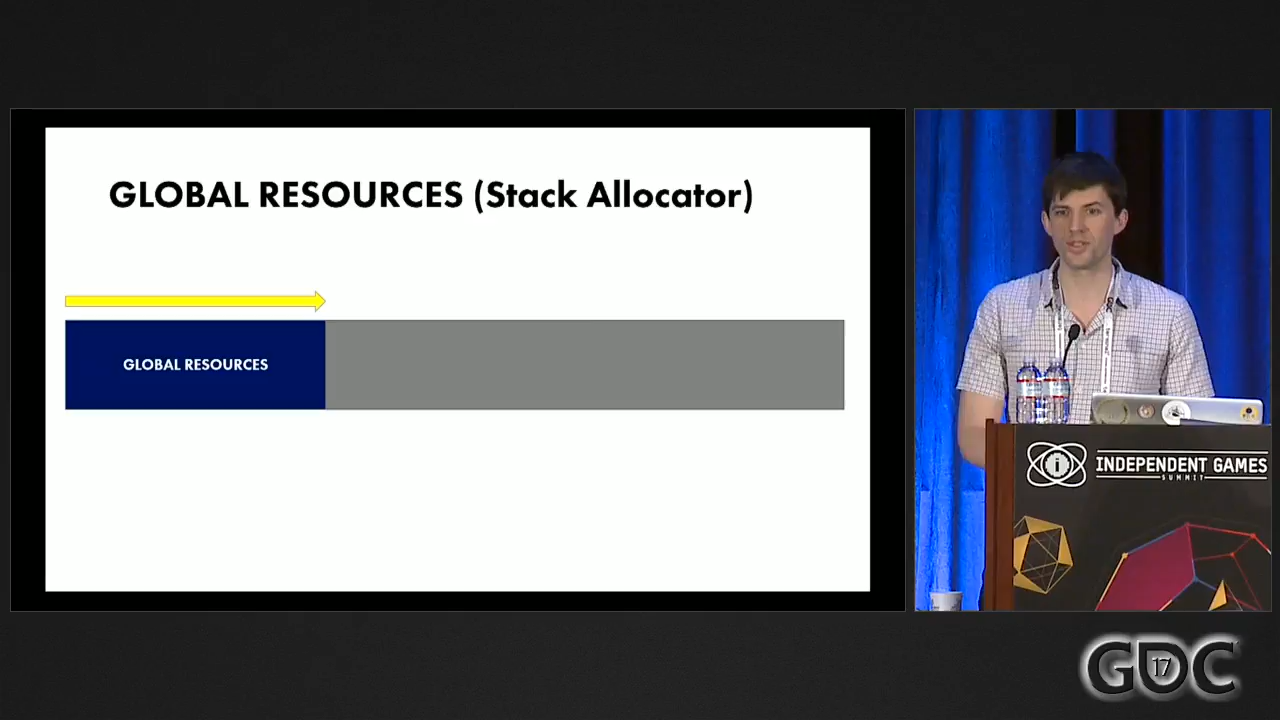 GLOBAL RESOURCES (Stack Allocator)
GLOBAL RESOURCES
INDEPENDENT GAMES
SUMMIT
GDC
17